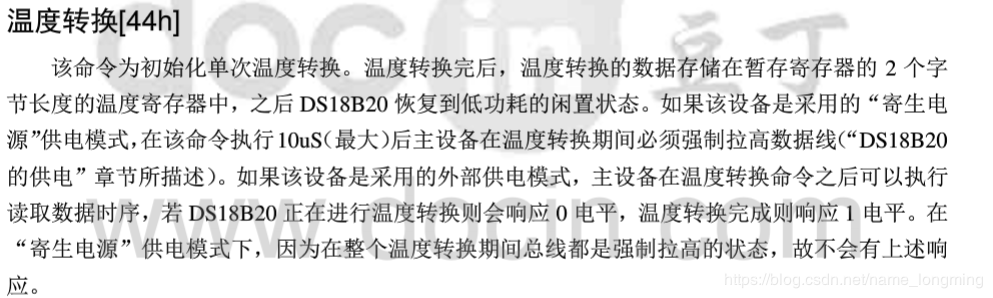 温度转换[44h]
该命令为初始化单次温度转换。温度转换完后，温度转换的数据存储在暂存寄存器的 2 个字
节长度的温度寄存器中，之后 DS18B20 恢复到低功耗的闲置状态。如果该设备是采用的“寄生电
源”供电模式，在该命令执行10uS（最大）后主设备在温度转换期间必须强制拉高数据线(“DS18B20
的供电”章节所描述)。如果该设备是采用的外部供电模式，主设备在温度转换命令之后可以执行
读取数据时序，若 DS18B20 正在进行温度转换则会响应 0 电平，温度转换完成则响应 1 电平。在
“寄生电源”供电模式下，因为在整个温度转换期间总线都是强制拉高的状态，故不会有上述响
应。
docin 豆丁
www.docin.com
https://blog.csdn.net/name_longming